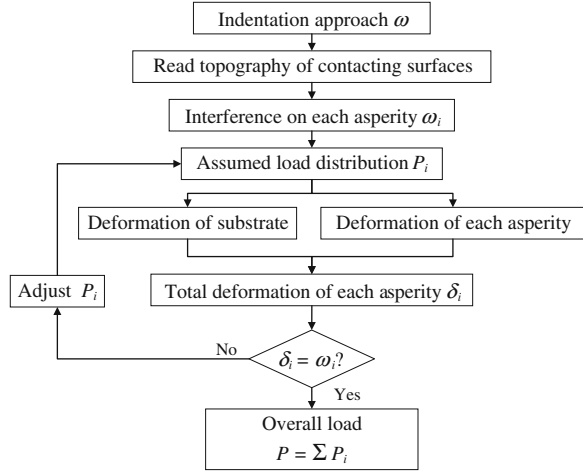 Indentation approach ω
Read topography of contacting surfaces
Interference on each asperity ωi
Assumed load distribution Pi
Deformation of substrate
Deformation of each asperity
Adjust Pi
Total deformation of each asperity δi
No
δi = ωi?
Yes
Overall load
P = Σ Pi